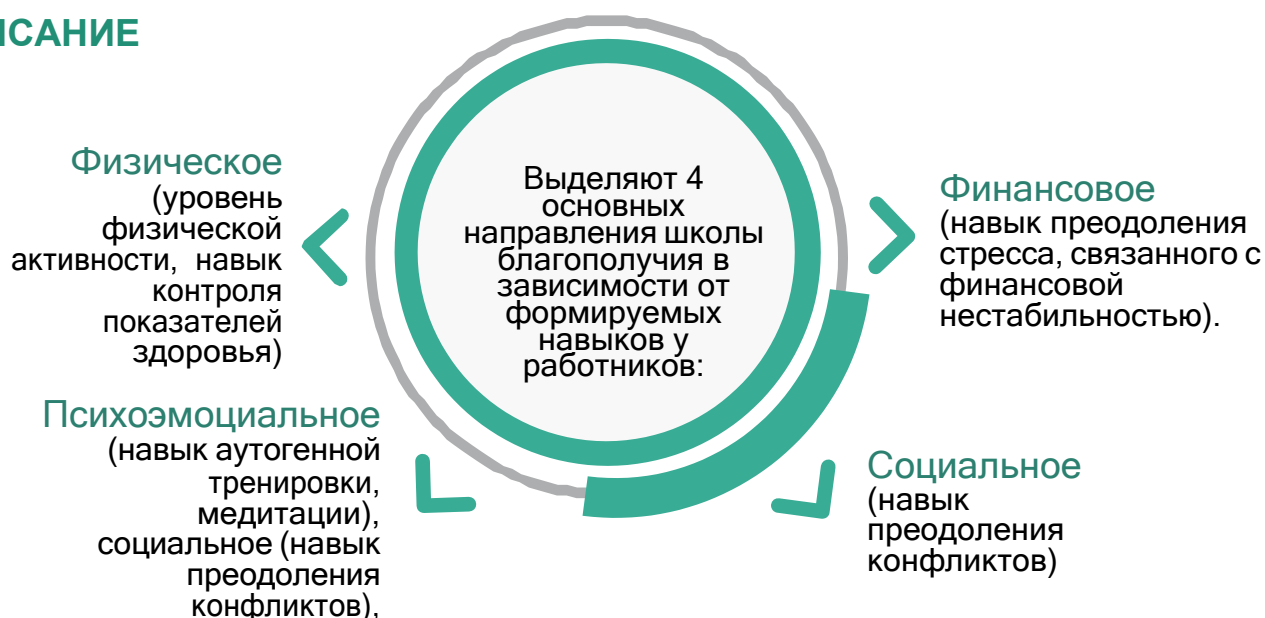 ИСАНИЕ
Физическое
(уровень
физической
активности, навык
контроля
показателей
здоровья)
Психоэмоциальное
(навык аутогенной
тренировки,
медитации),
социальное (навык
преодоления
конфликтов),
Выделяют 4
основных
направления школы
благополучия в
зависимости от
формируемых
навыков у
работников:
Финансовое
(навык преодоления
стресса, связанного с
финансовой
нестабильностью).
Социальное
(навык
преодоления
конфликтов)